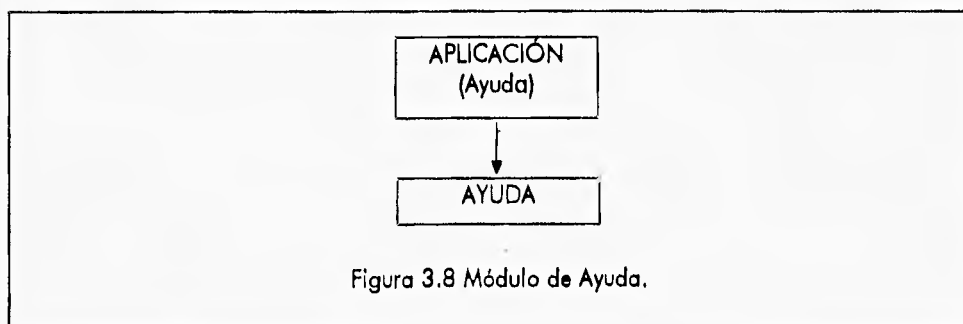 APLICACIÓN
(Ayuda)
AYUDA
Figura 3.8 Módulo de Ayuda.